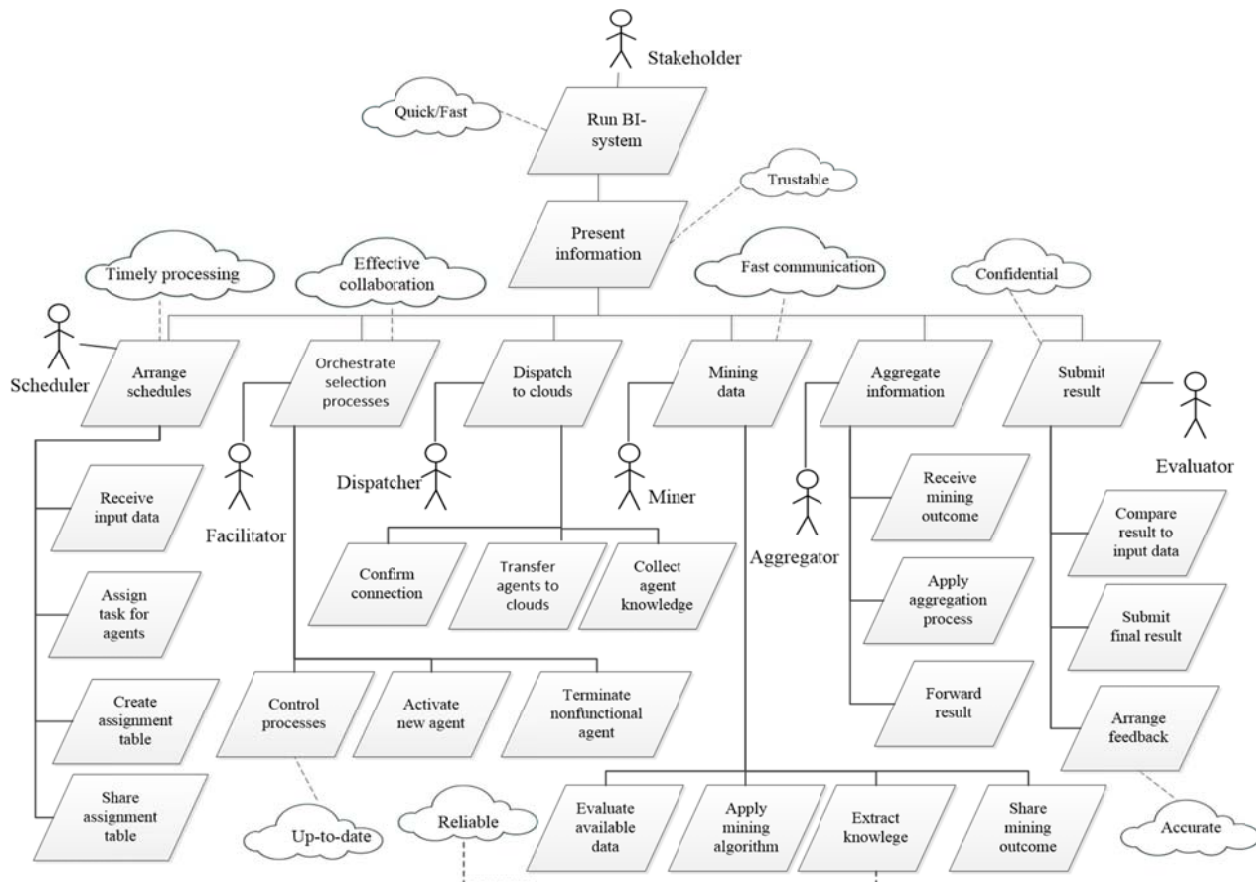 Stakeholder
Quick/Fast
Run BI-
system
Trustable
Present
information
Timely processing
Effective
collaboration
Fast communication
Confidential
Scheduler
Arrange
schedules
Orchestrate
selection
processes
Dispatch
to clouds
Mining
data
Aggregate
information
Submit
result
Facilitator
Dispatcher
Miner
Aggregator
Evaluator
Receive
input data
Assign
task for
agents
Create
assignment
table
Share
assignment
table
Confirm
connection
Transfer
agents to
clouds
Collect
agent
knowledge
Control
processes
Activate
new agent
Terminate
nonfunctional
agent
Receive
mining
outcome
Apply
aggregation
process
Forward
result
Compare
result to
input data
Submit
final result
Arrange
feedback
Up-to-date
Reliable
Evaluate
available
data
Apply
mining
algorithm
Extract
knowlege
Share
mining
outcome
Accurate